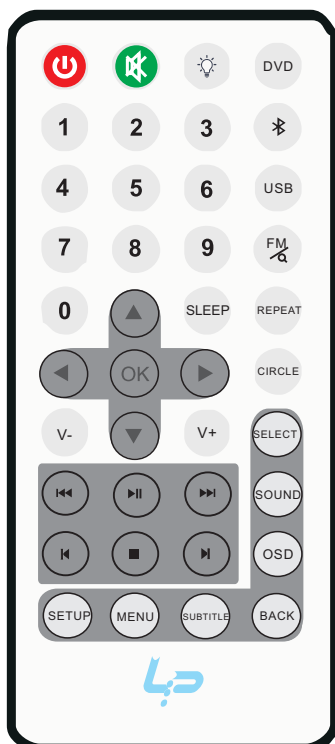 DVD
1 2 3
4 5 6 USB
7 8 9 FM
0 SLEEP REPEAT
OK CIRCLE
V- V+ SELECT
SOUND
OSD
SETUP MENU SUBTITLE BACK